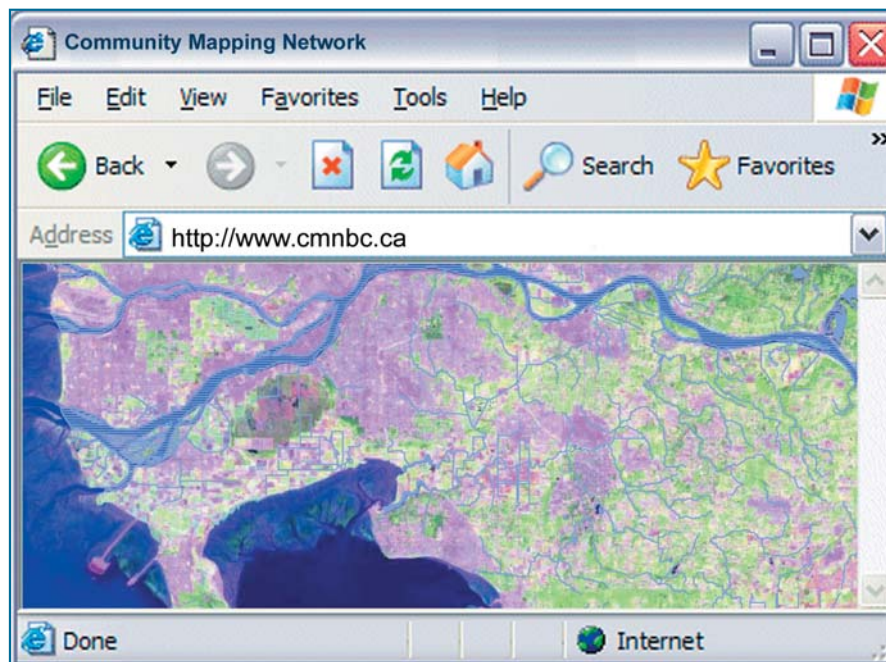 Community Mapping Network
File Edit View Favorites Tools Help
Back Search Favorites »
Address http://www.cmnbc.ca
Done Internet